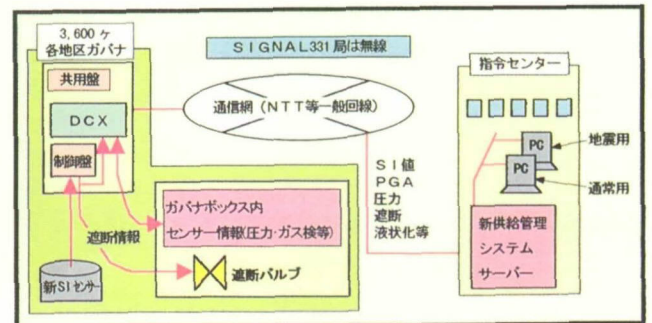 3,600ヶ
各地区ガバナ
共用盤
DCX
制御盤
遮断情報
新SIセンサー
SIGNAL331局は無線
通信網(NTT等一般回線)
ガバナボックス内
センサー情報(圧力・ガス検等)
遮断バルブ
SI値
PGA
圧力
遮断
液状化等
指令センター
PC
PC
地震用
通常用
新供給管理
システム
サーバー